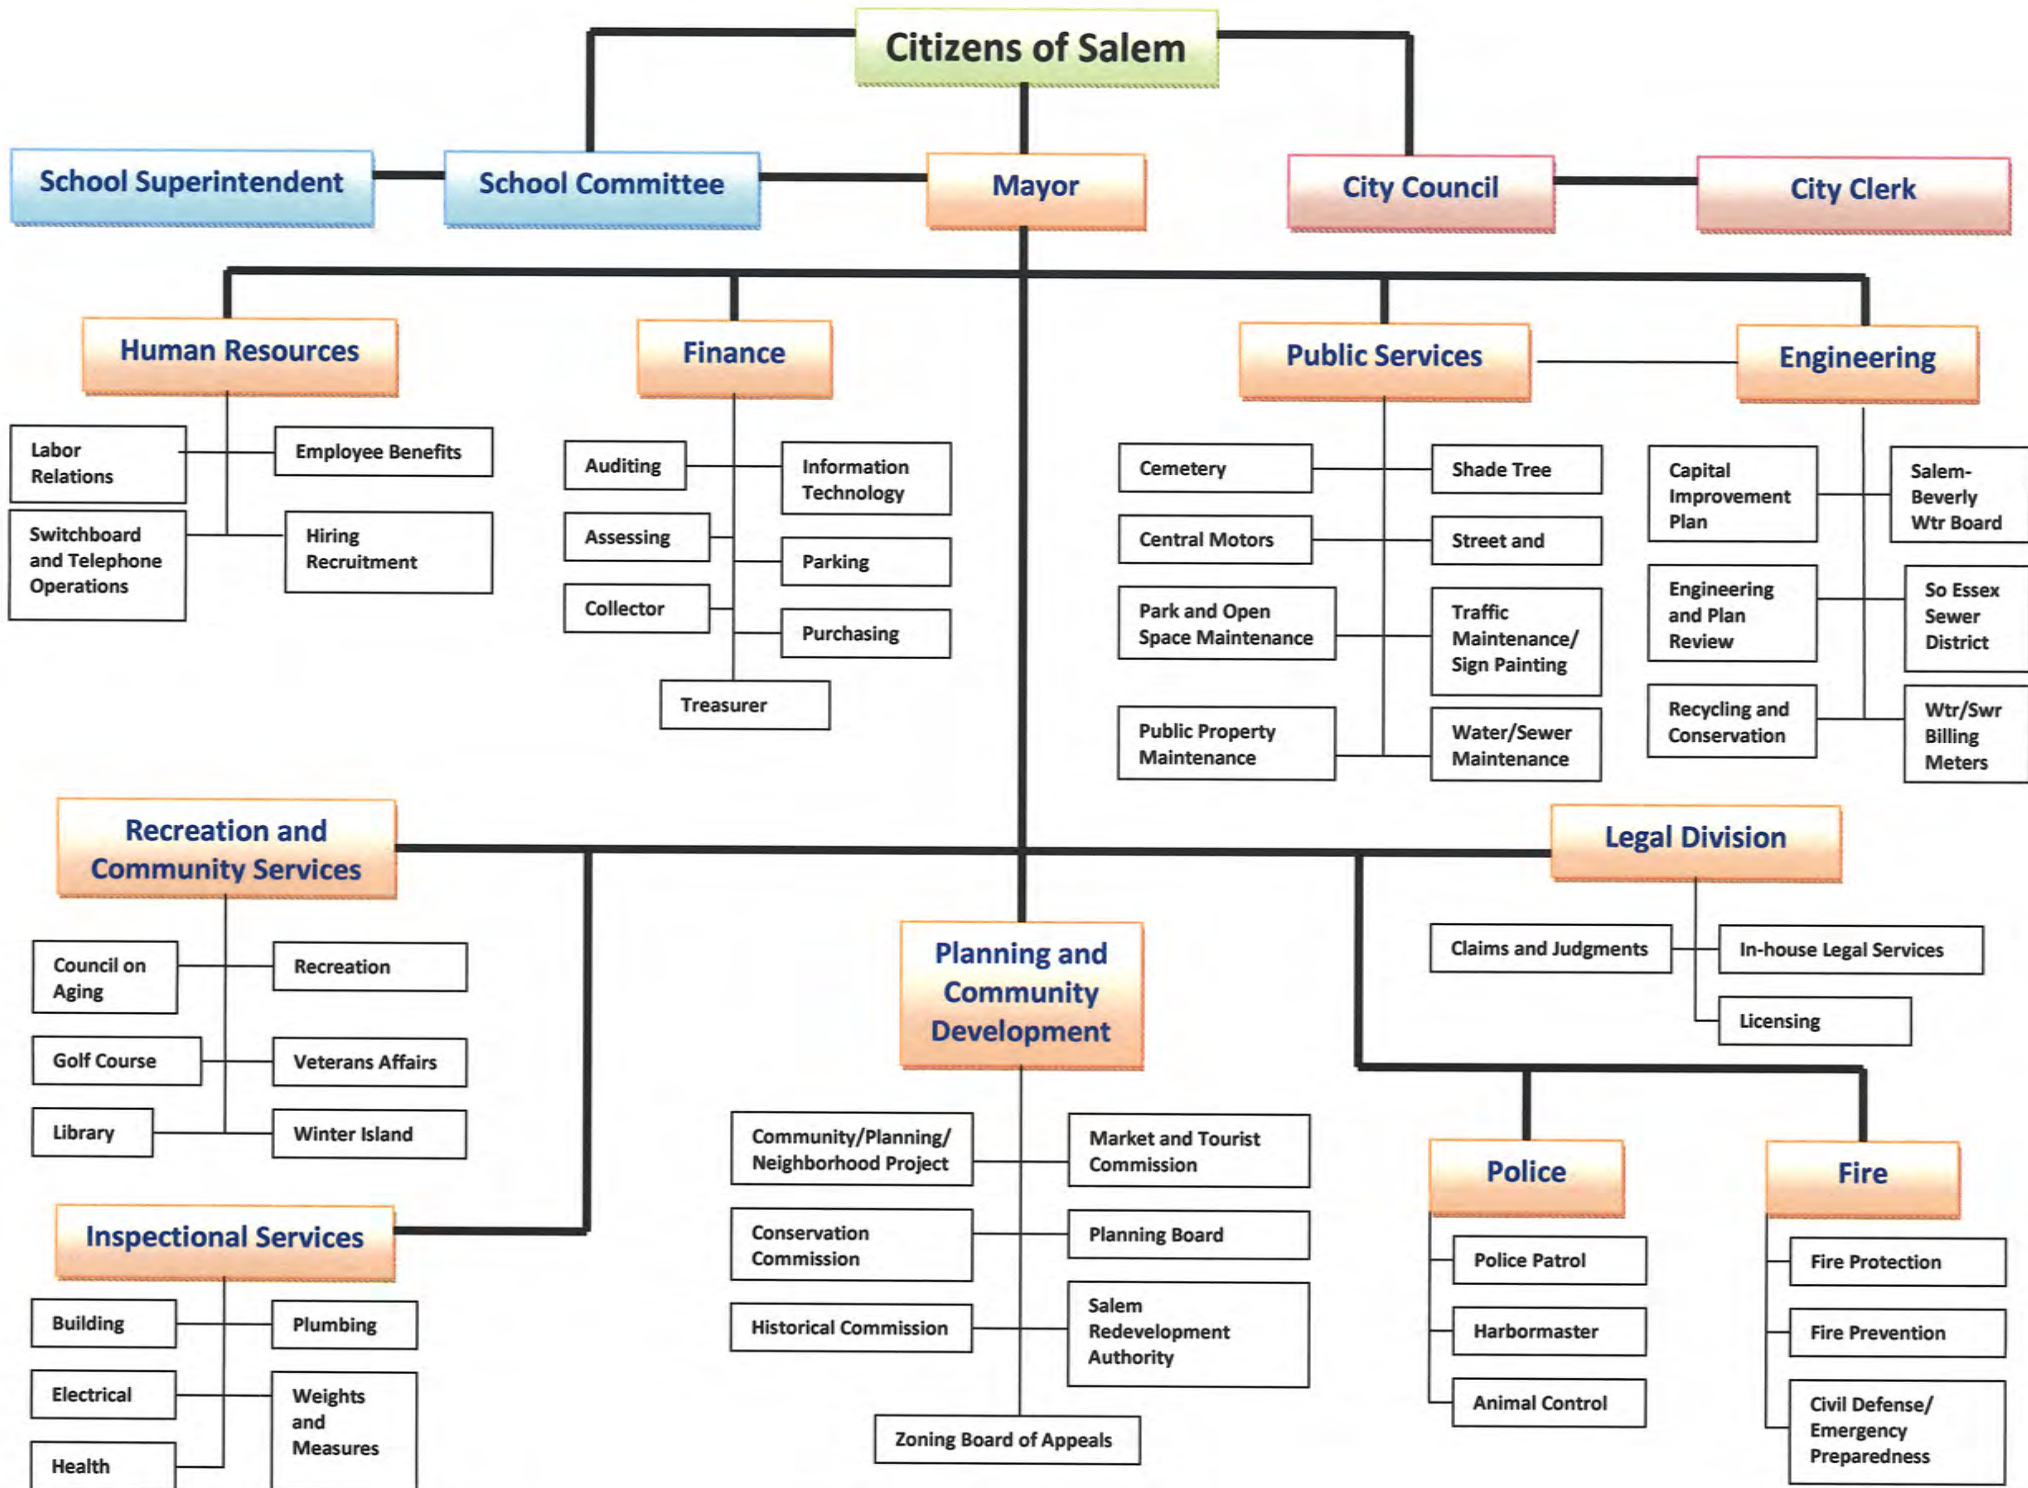 Citizens of Salem
School Superintendent
School Committee
Mayor
City Council
City Clerk
Human Resources
Finance
Public Services
Engineering
Labor
Relations
Employee Benefits
Switchboard
and Telephone
Operations
Hiring
Recruitment
Auditing
Information
Technology
Assessing
Parking
Collector
Purchasing
Treasurer
Cemetery
Shade Tree
Central Motors
Street and
Park and Open
Space Maintenance
Traffic
Maintenance/
Sign Painting
Public Property
Maintenance
Water/Sewer
Maintenance
Capital
Improvement
Plan
Salem-
Beverly
Wtr Board
Engineering
and Plan
Review
So Essex
Sewer
District
Recycling and
Conservation
Wtr/Swr
Billing
Meters
Recreation and
Community Services
Legal Division
Council on
Aging
Recreation
Golf Course
Veterans Affairs
Library
Winter Island
Planning and
Community
Development
Claims and Judgments
In-house Legal Services
Licensing
Inspectional Services
Building
Plumbing
Electrical
Weights
and
Measures
Health
Community/Planning/
Neighborhood Project
Market and Tourist
Commission
Conservation
Commission
Planning Board
Historical Commission
Salem
Redevelopment
Authority
Zoning Board of Appeals
Police
Fire
Police Patrol
Harbormaster
Animal Control
Fire Protection
Fire Prevention
Civil Defense/
Emergency
Preparedness